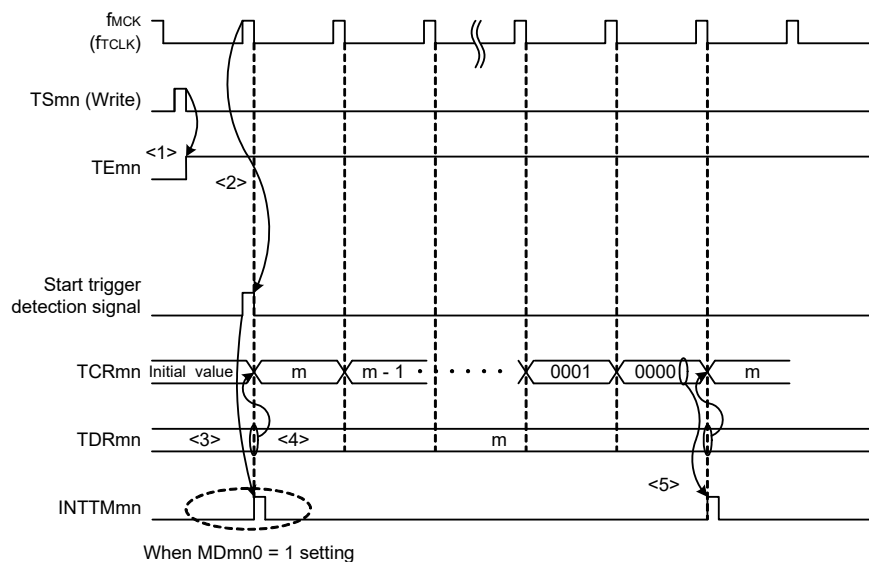 fMCK
(fTCLK)
TSmn (Write)
<1>
TEmn
<2>
Start trigger
detection signal
TCRmn Initial value m m - 1 · · · · · · 0001 0000 m
TDRmn <3> <4> m
<5>
INTTMmn
When MDmn0 = 1 setting